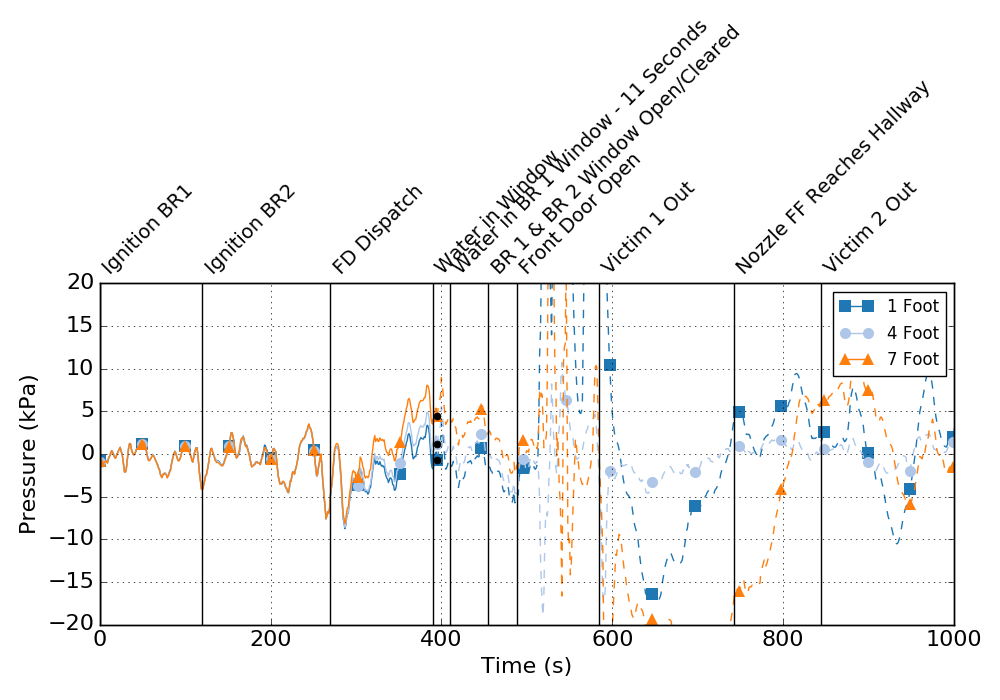 Ignition BR1
Ignition BR2
FD Dispatch
Water in Window
Water in BR 1 Window - 11 Seconds
BR 1 & BR 2 Window Open/Cleared
Front Door Open
Victim 1 Out
Nozzle FF Reaches Hallway
Victim 2 Out
20
15
10
5
0
−5
−10
−15
−20
Pressure (kPa)
1 Foot
4 Foot
7 Foot
0 200 400 600 800 1000
Time (s)